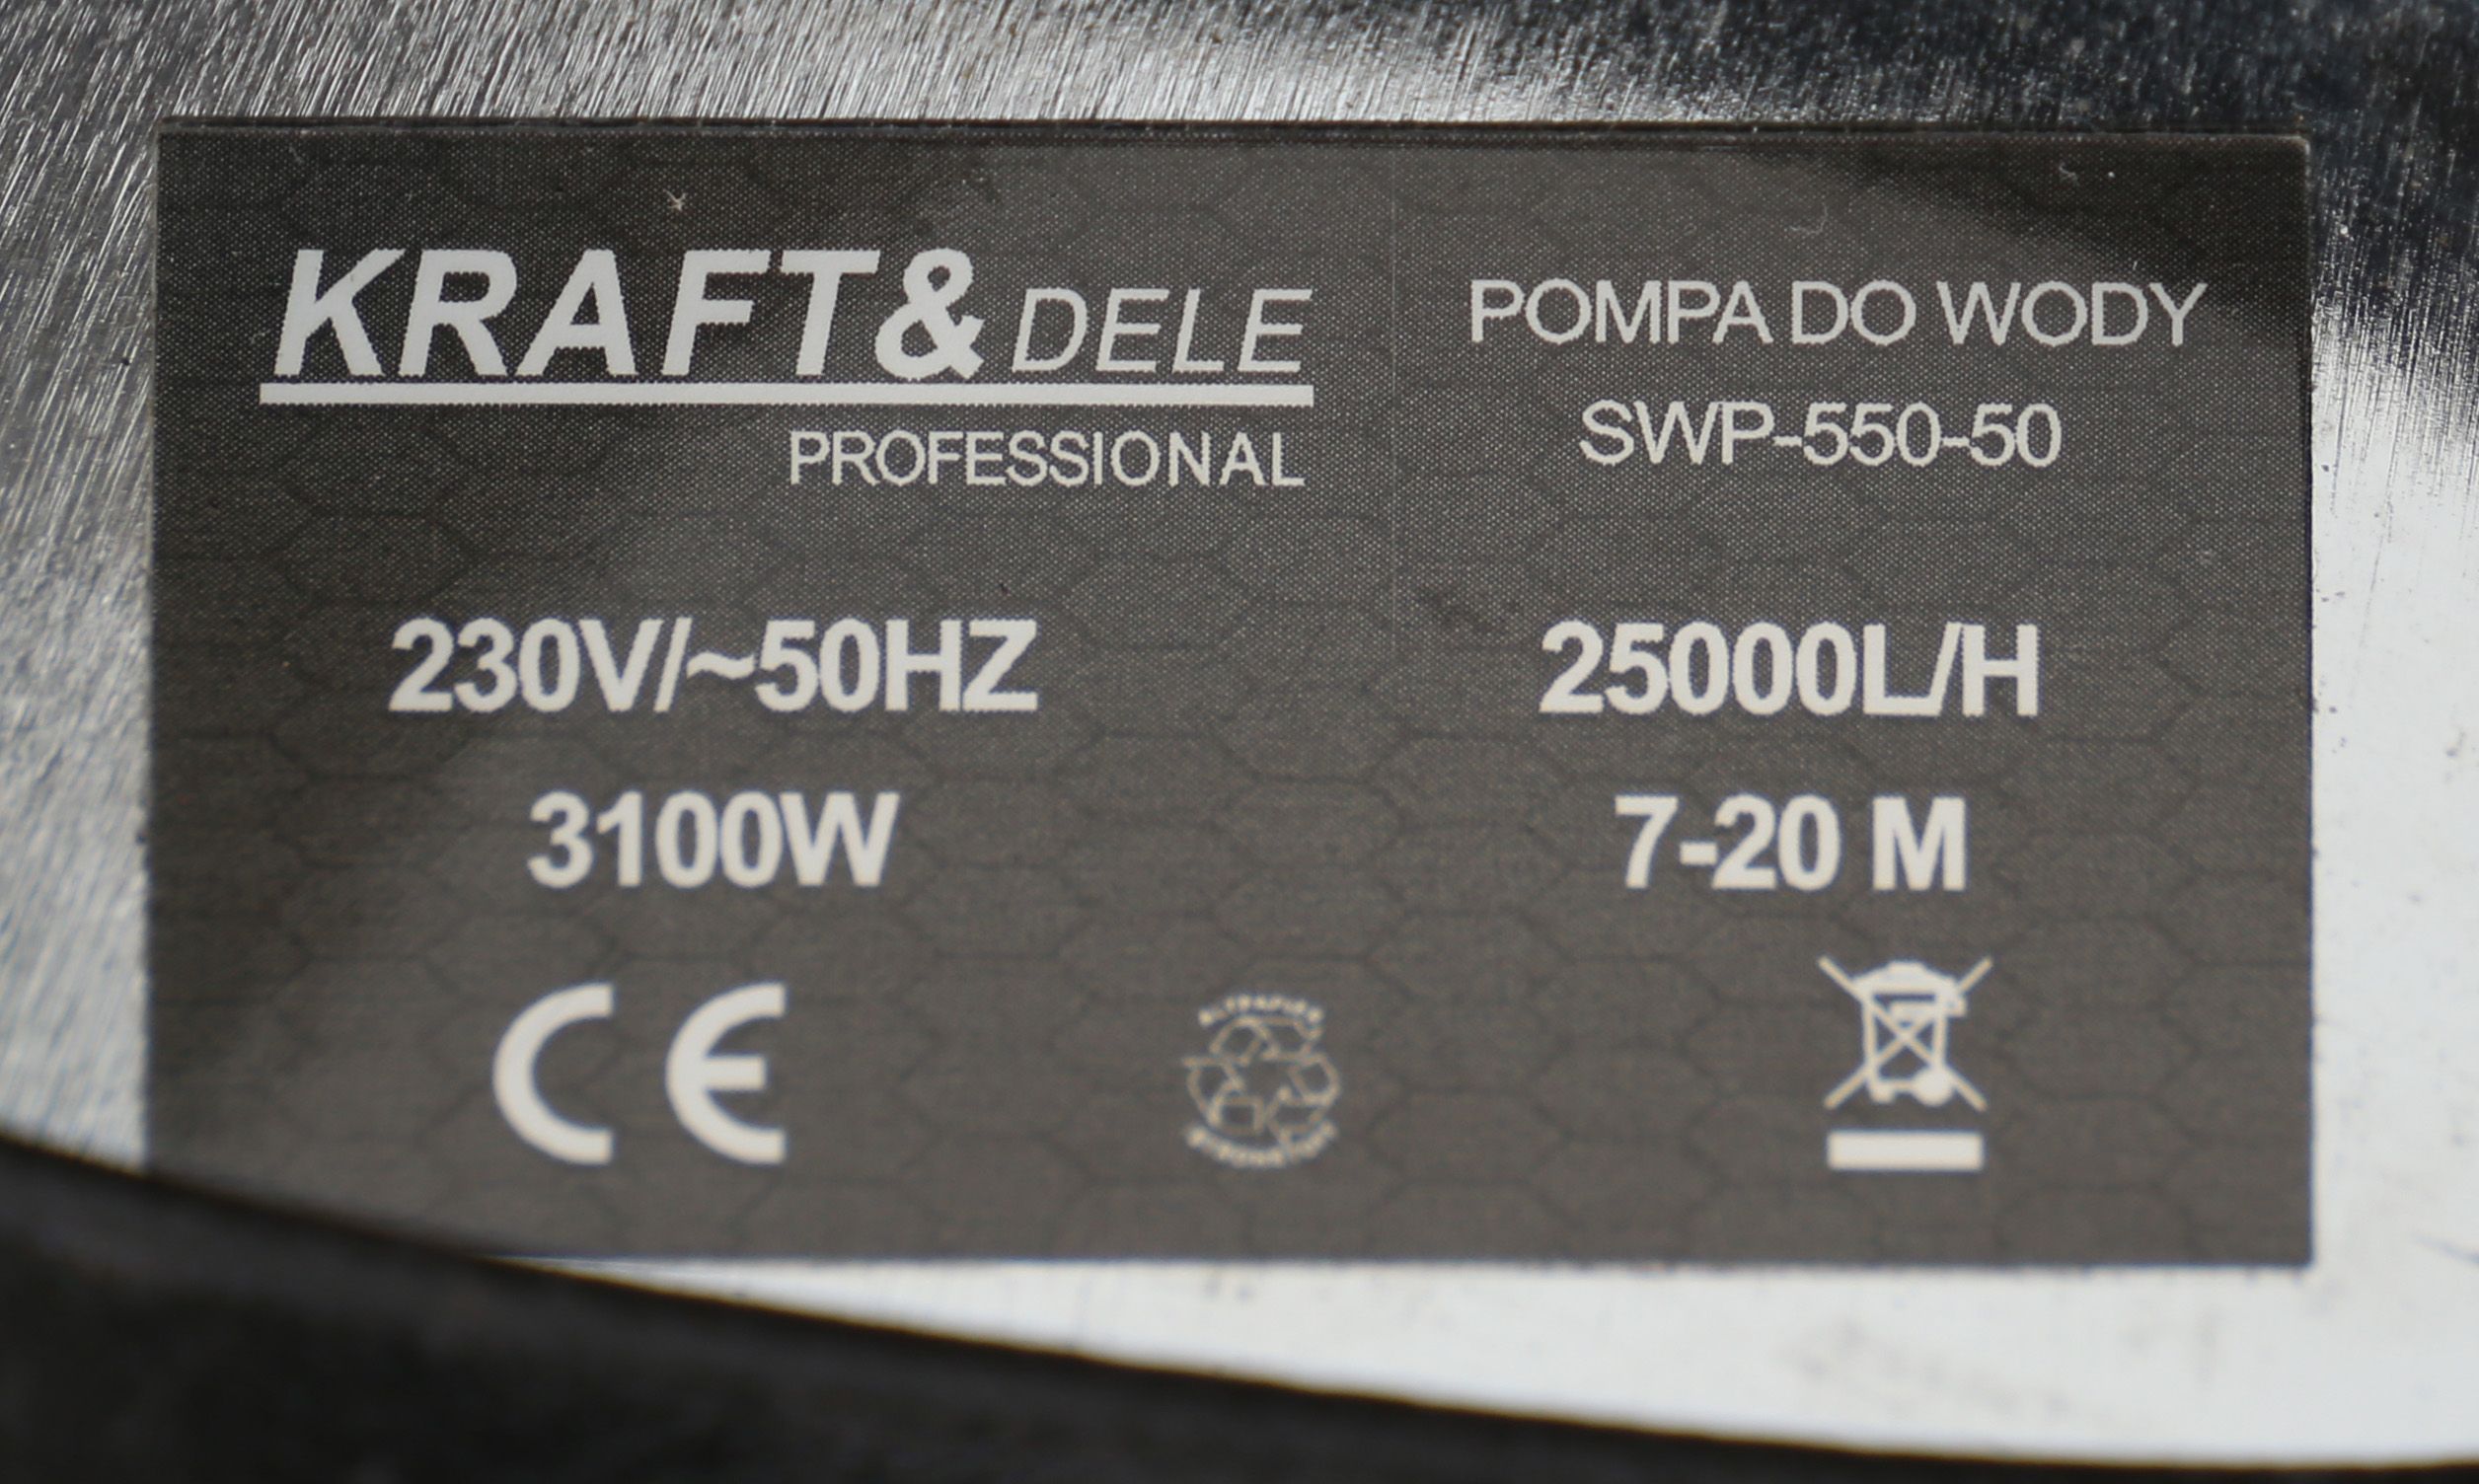 KRAFT&DELE
PROFESSIONAL
POMPA DO WODY
SWP-550-50
230V/~50HZ
25000L/H
3100W
7-20 M
CE